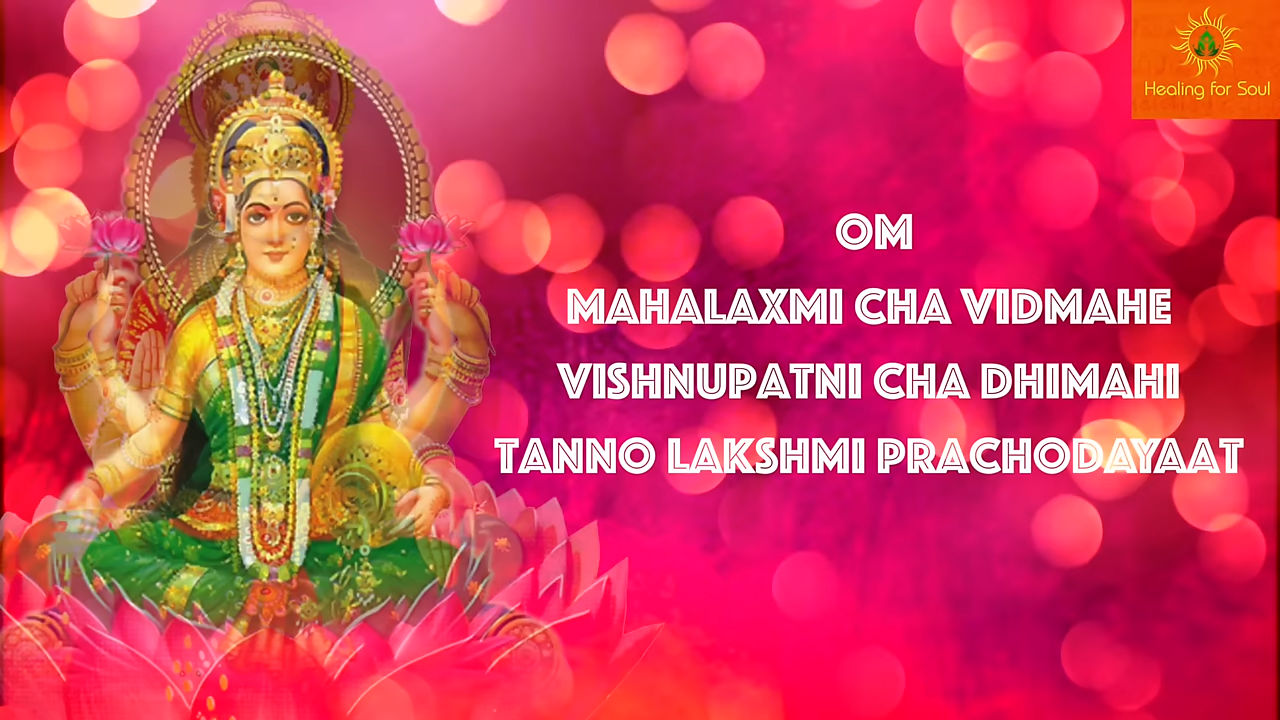 Healing for Soul
OM
MAHALAXMI CHA VIDMAHE
VISHNUPATNI CHA DHIMAHI
TANNO LAKSHMI PRACHODAYAAT